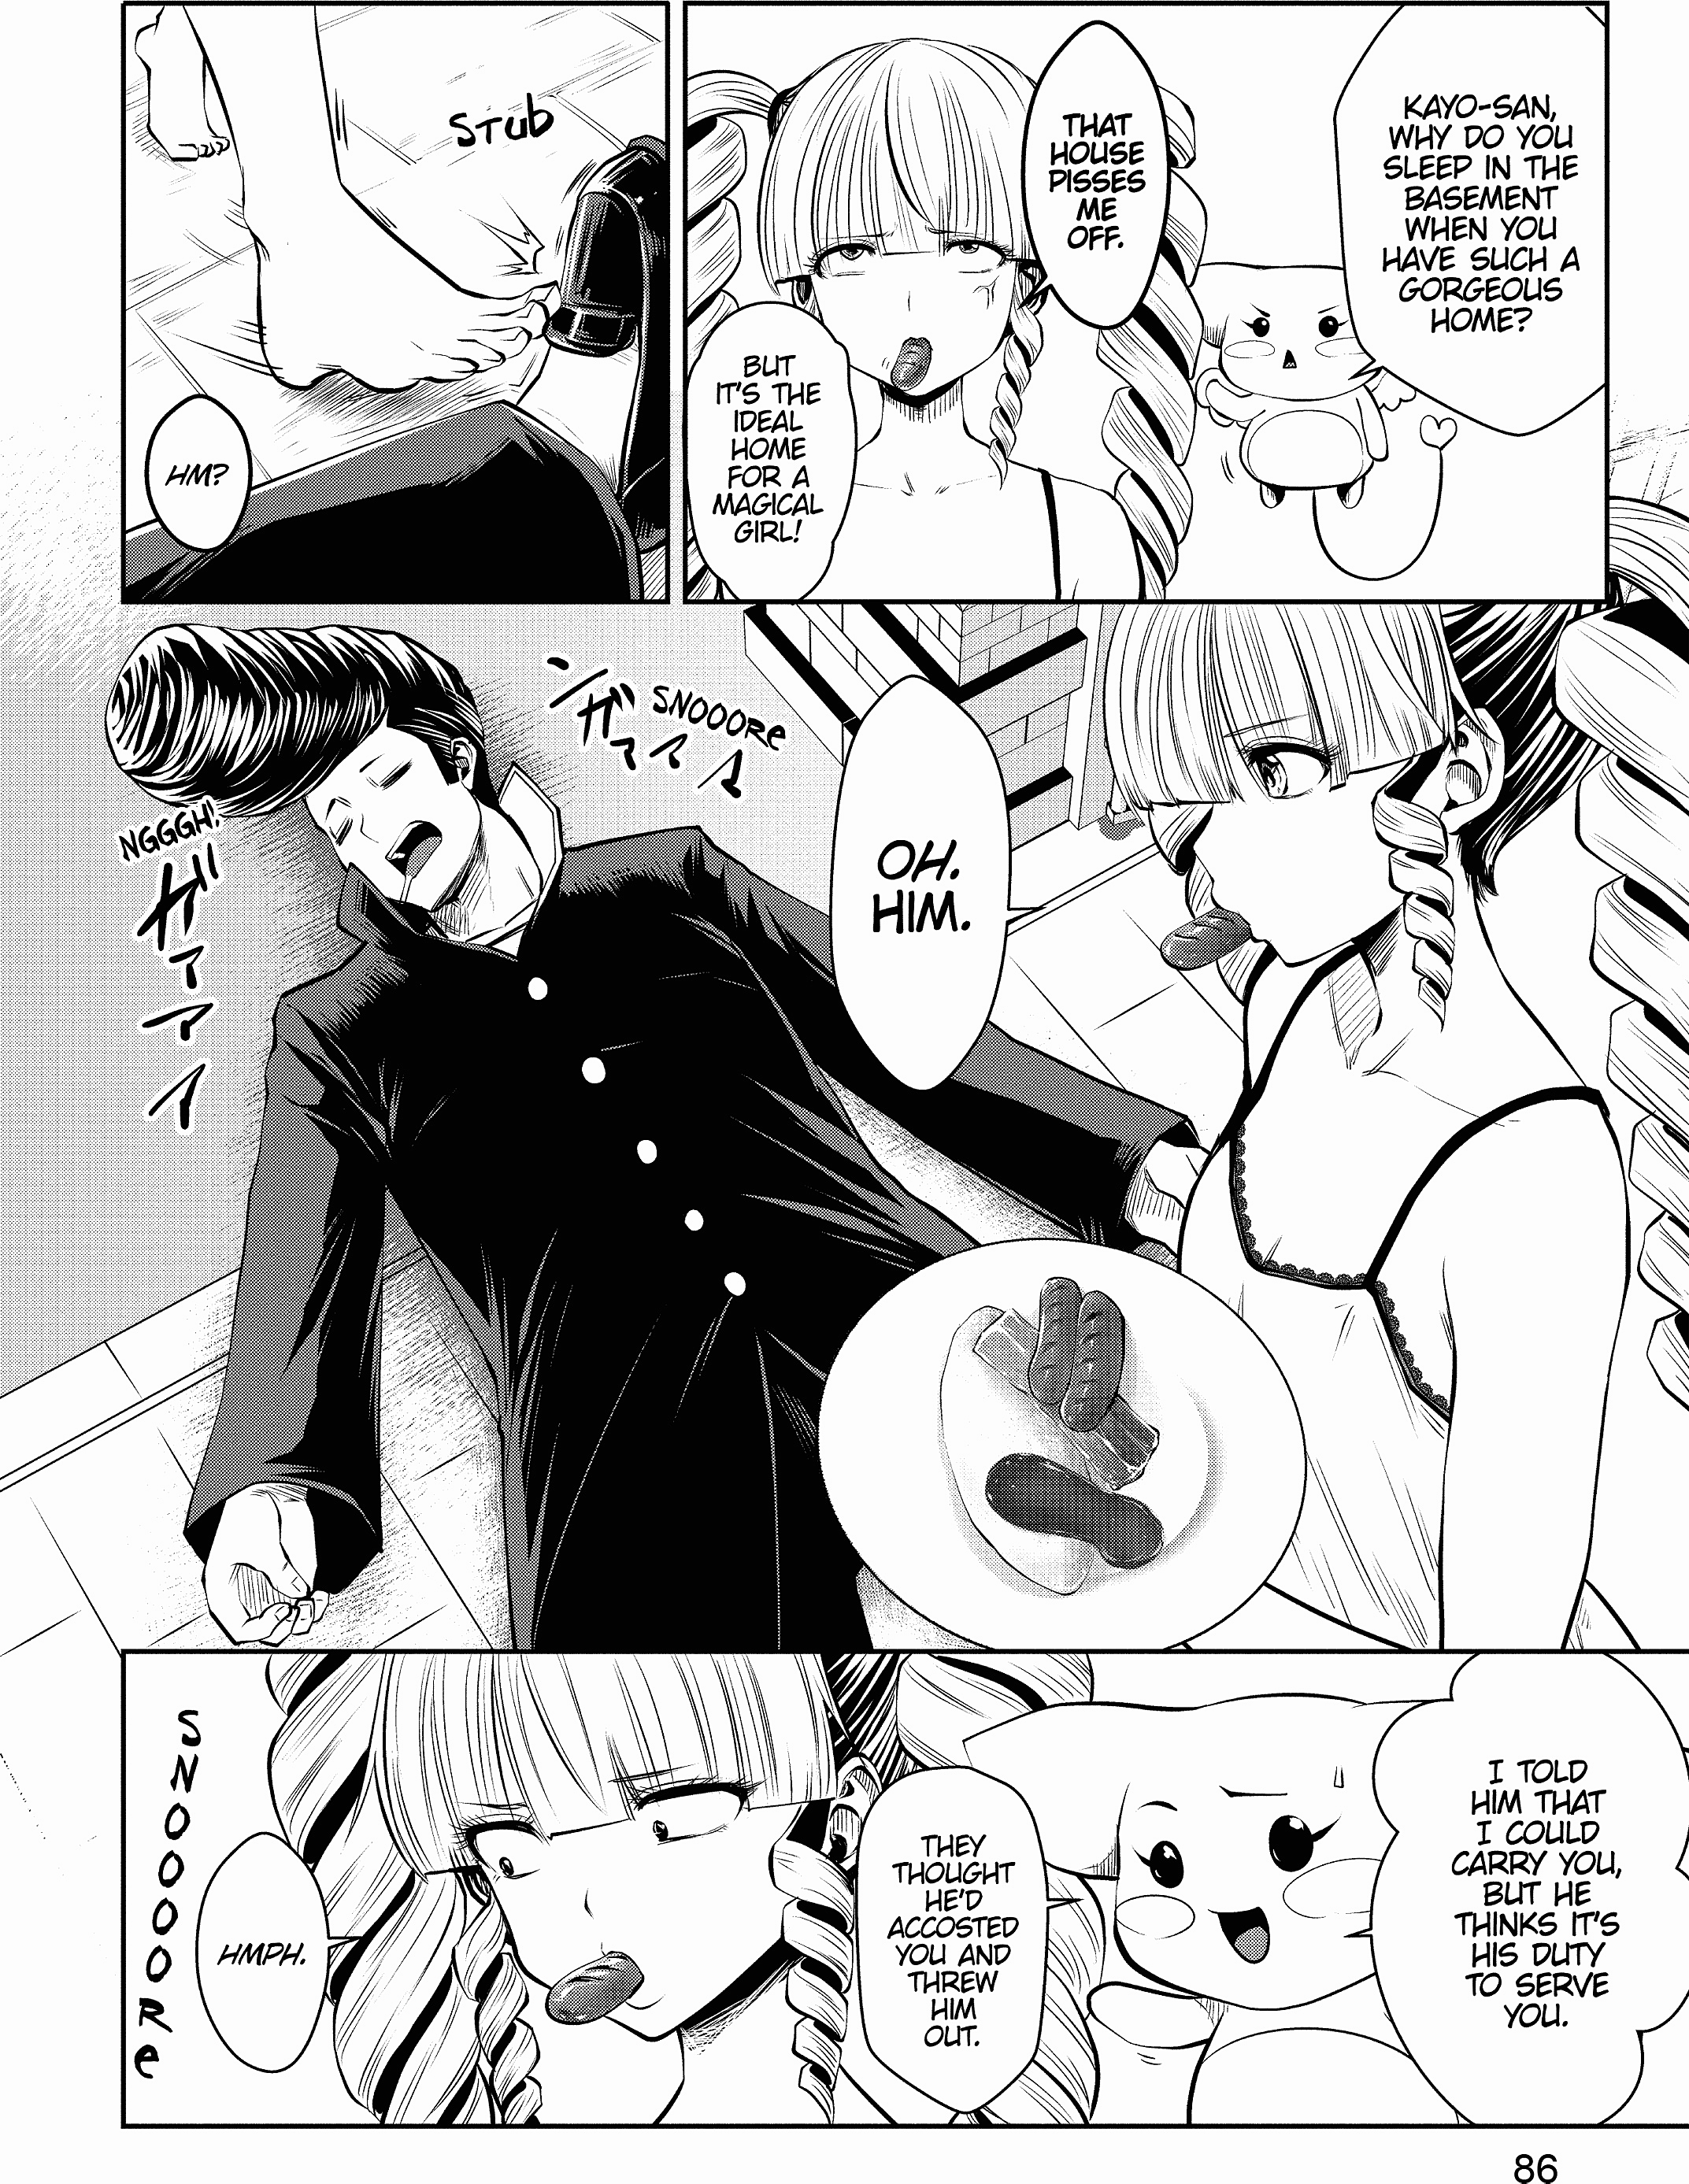 KAYO-SAN,
WHY DO YOU
SLEEP IN THE
BASEMENT
WHEN YOU
HAVE SUCH A
GORGEOUS
HOME?
THAT
HOUSE
PISSES
ME
OFF.
BUT
IT'S THE
IDEAL
HOME
FOR A
MAGICAL
GIRL!
STUB
HM?
OH.
HIM.
ンガァァァ
SNOOORE
NGGGH!
ガァァァ
I TOLD
HIM THAT
I COULD
CARRY YOU,
BUT HE
THINKS IT'S
HIS DUTY
TO SERVE
YOU.
THEY
THOUGHT
HE'D
ACCOSTED
YOU AND
THREW
HIM
OUT.
HMPH.
SNOOOORE
86